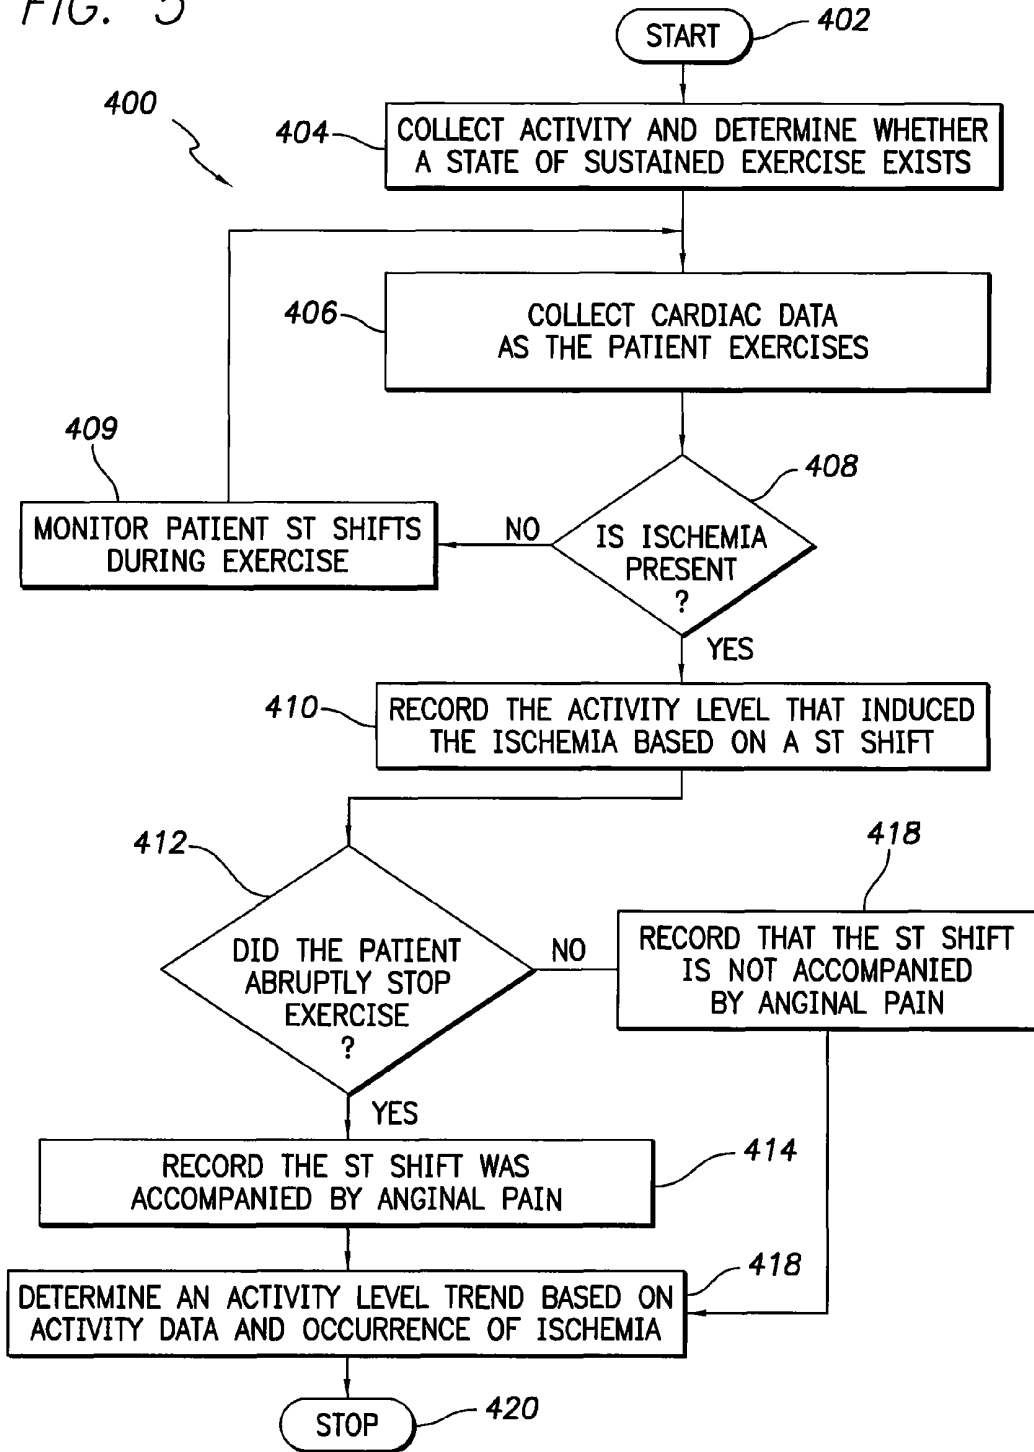 FIG. 5
START
402
400
404
COLLECT ACTIVITY AND DETERMINE WHETHER
A STATE OF SUSTAINED EXERCISE EXISTS
406
COLLECT CARDIAC DATA
AS THE PATIENT EXERCISES
409
408
MONITOR PATIENT ST SHIFTS
DURING EXERCISE
NO
IS ISCHEMIA
PRESENT
?
YES
410
RECORD THE ACTIVITY LEVEL THAT INDUCED
THE ISCHEMIA BASED ON A ST SHIFT
412
418
DID THE PATIENT
ABRUPTLY STOP
EXERCISE
?
NO
RECORD THAT THE ST SHIFT
IS NOT ACCOMPANIED
BY ANGINAL PAIN
YES
414
RECORD THE ST SHIFT WAS
ACCOMPANIED BY ANGINAL PAIN
418
DETERMINE AN ACTIVITY LEVEL TREND BASED ON
ACTIVITY DATA AND OCCURRENCE OF ISCHEMIA
STOP
420